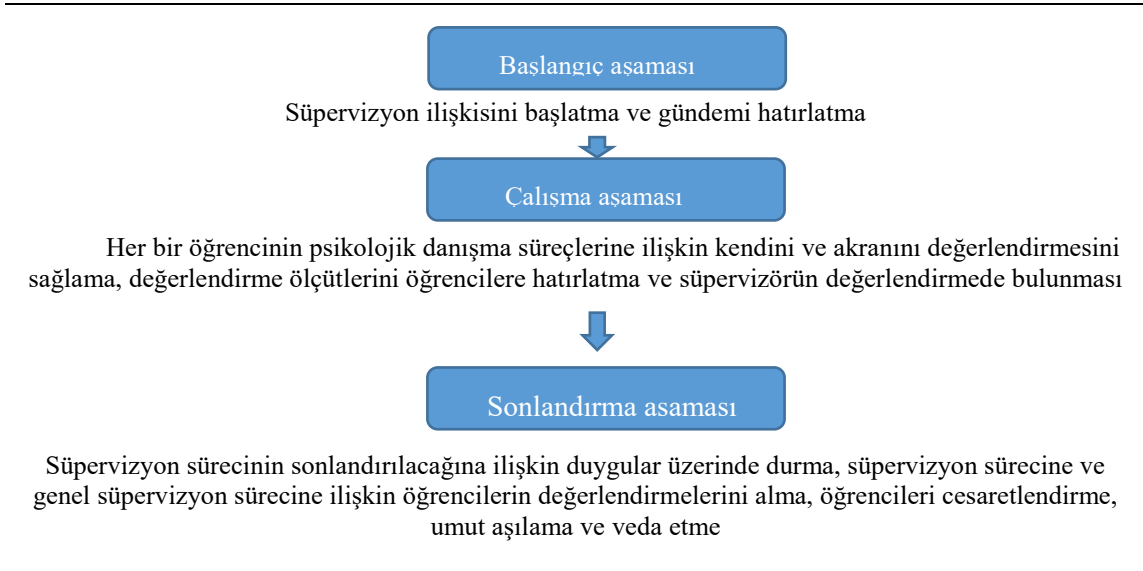 Başlangıç aşaması
Süpervizyon ilişkisini başlatma ve gündemi hatırlatma
Çalışma aşaması
Her bir öğrencinin psikolojik danışma süreçlerine ilişkin kendini ve akranını değerlendirmesini
sağlama, değerlendirme ölçütlerini öğrencilere hatırlatma ve süpervizörün değerlendirmede bulunması
Sonlandırma aşaması
Süpervizyon sürecinin sonlandırılacağına ilişkin duygular üzerinde durma, süpervizyon sürecine ve
genel süpervizyon sürecine ilişkin öğrencilerin değerlendirmelerini alma, öğrencileri cesaretlendirme,
umut aşılama ve veda etme